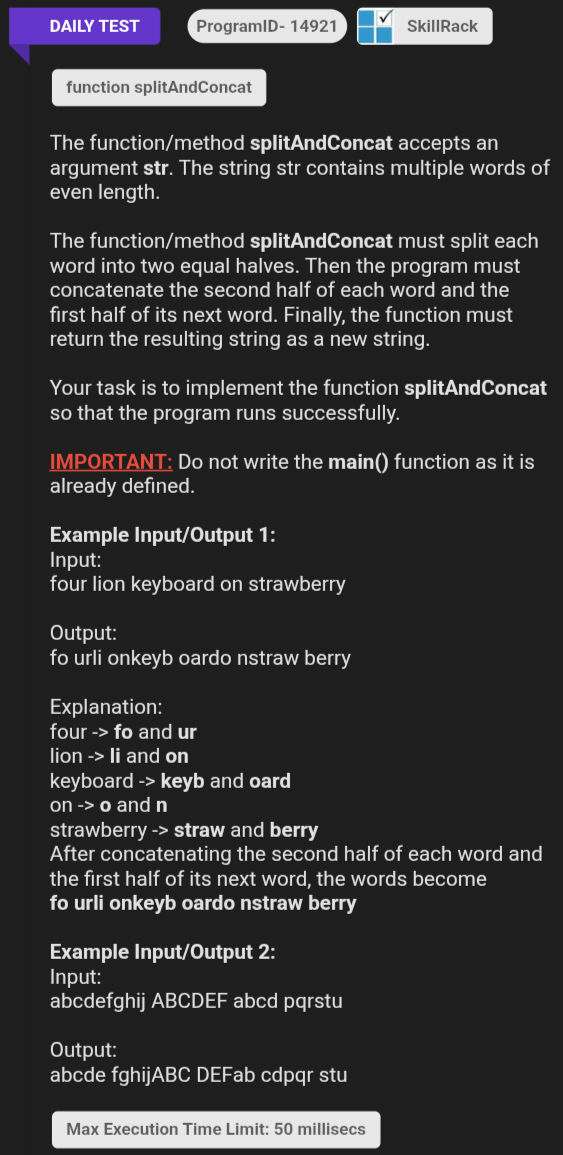 DAILY TEST
ProgramID- 14921
SkillRack
function splitAndConcat
The function/method splitAndConcat accepts an
argument str. The string str contains multiple words of
even length.
The function/method splitAndConcat must split each
word into two equal halves. Then the program must
concatenate the second half of each word and the
first half of its next word. Finally, the function must
return the resulting string as a new string.
Your task is to implement the function splitAndConcat
so that the program runs successfully.
IMPORTANT: Do not write the main() function as it is
already defined.
Example Input/Output 1:
Input:
four lion keyboard on strawberry
Output:
fo urli onkeyb oardo nstraw berry
Explanation:
four -> fo and ur
lion -> li and on
keyboard -> keyb and oard
on -> o and n
strawberry -> straw and berry
After concatenating the second half of each word and
the first half of its next word, the words become
fo urli onkeyb oardo nstraw berry
Example Input/Output 2:
Input:
abcdefghij ABCDEF abcd pqrstu
Output:
abcde fghijABC DEFab cdpqr stu
Max Execution Time Limit: 50 millisecs